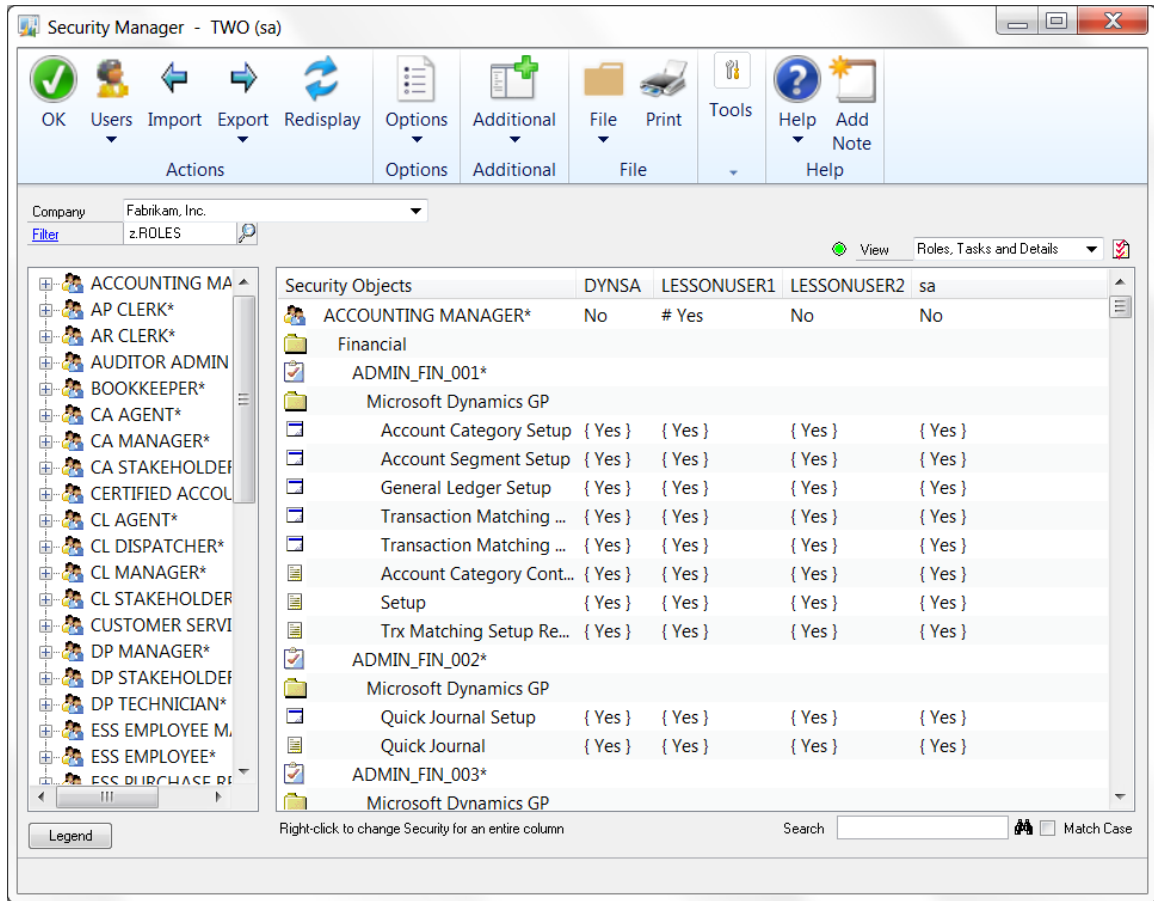 Security Manager - TWO (sa)
OK Users Import Export Redisplay Options Additional File Print Tools Help Add Note
Actions Options Additional File Help
Company Fabrikam, Inc.
Filter z.ROLES
View Roles, Tasks and Details
ACCOUNTING MA
AP CLERK*
AR CLERK*
AUDITOR ADMIN
BOOKKEEPER*
CA AGENT*
CA MANAGER*
CA STAKEHOLDER
CERTIFIED ACCOU
CL AGENT*
CL DISPATCHER*
CL MANAGER*
CL STAKEHOLDER
CUSTOMER SERVI
DP MANAGER*
DP STAKEHOLDER
DP TECHNICIAN*
ESS EMPLOYEE MA
ESS EMPLOYEE*
ESS PURCHASE RE
Security Objects DYNSA LESSONUSER1 LESSONUSER2 sa
ACCOUNTING MANAGER* No # Yes No No
Financial
ADMIN_FIN_001*
Microsoft Dynamics GP
Account Category Setup { Yes } { Yes } { Yes } { Yes }
Account Segment Setup { Yes } { Yes } { Yes } { Yes }
General Ledger Setup { Yes } { Yes } { Yes } { Yes }
Transaction Matching ... { Yes } { Yes } { Yes } { Yes }
Transaction Matching ... { Yes } { Yes } { Yes } { Yes }
Account Category Cont... { Yes } { Yes } { Yes } { Yes }
Setup { Yes } { Yes } { Yes } { Yes }
Trx Matching Setup Re... { Yes } { Yes } { Yes } { Yes }
ADMIN_FIN_002*
Microsoft Dynamics GP
Quick Journal Setup { Yes } { Yes } { Yes } { Yes }
Quick Journal { Yes } { Yes } { Yes } { Yes }
ADMIN_FIN_003*
Microsoft Dynamics GP
Legend
Right-click to change Security for an entire column
Search Match Case